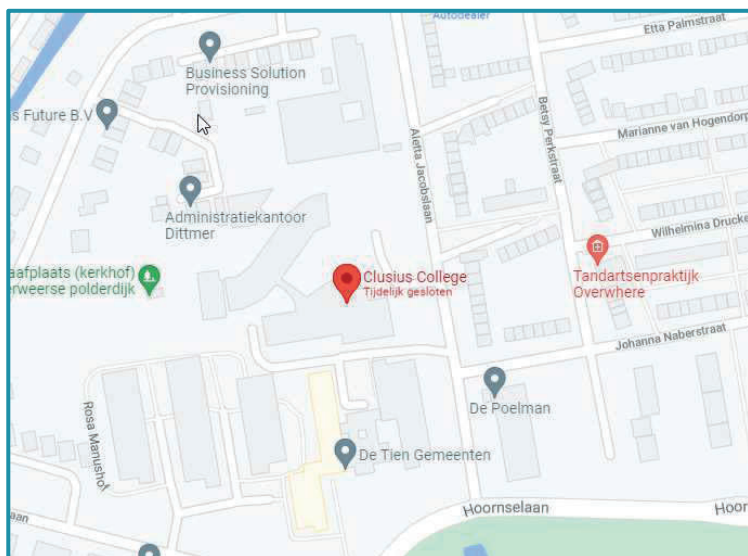 Autodealer
Etta Palmstraat
Business Solution
Provisioning
s Future B.V
Betsy Perkstraat
Marianne van Hogendorp
Aletta Jacobslaan
Administratiekantoor
Dittmer
Wilhelmina Drucke
aafplaats (kerkhof)
erweerse polderdijk
Clusius College
Tijdelijk gesloten
Tandartsenpraktijk
Overwhere
Johanna Naberstraat
De Poelman
Rosa Manushof
De Tien Gemeenten
Hoornselaan
Hoor
aan